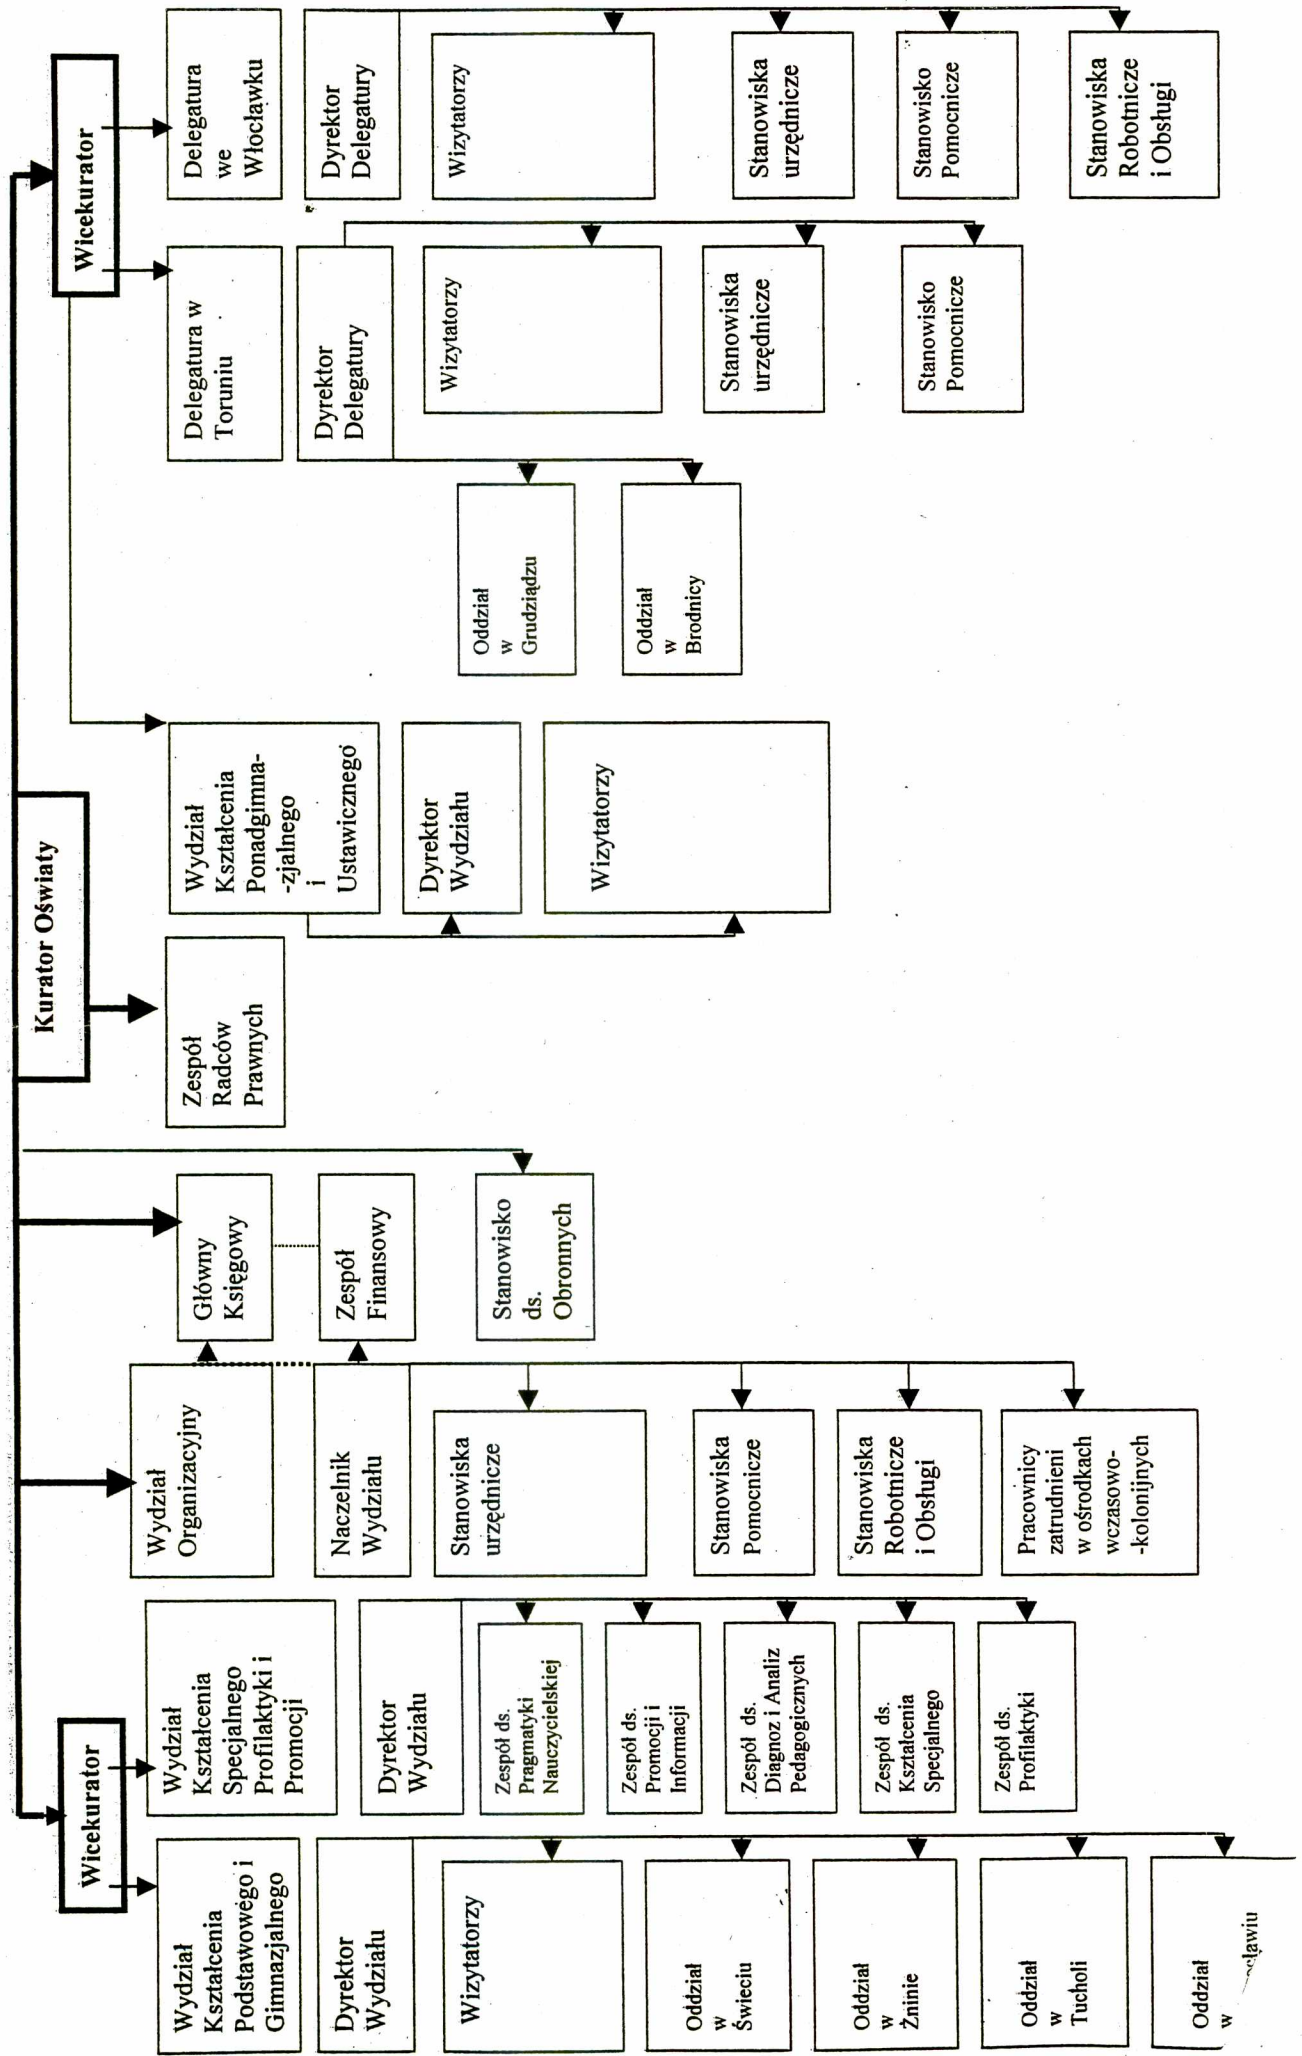 Kurator Oświaty
Wicekurator
Wicekurator
Wydział
Kształcenia
Podstawowego i
Gimnazjalnego
Dyrektor
Wydziału
Wizytatorzy
Oddział
w
Świeciu
Oddział
w
Żninie
Oddział
w
Tucholi
Oddział
w
Wydział
Kształcenia
Specjalnego
Profilaktyki i
Promocji
Dyrektor
Wydziału
Zespół ds.
Pragmatyki
Nauczycielskiej
Zespół ds.
Promocji i
Informacji
Zespół ds.
Diagnoz i Analiz
Pedagogicznych
Zespół ds.
Kształcenia
Specjalnego
Zespół ds.
Profilaktyki
Wydział
Organizacyjny
Naczelnik
Wydziału
Stanowiska
urzędnicze
Stanowiska
Pomocnicze
Stanowiska
Robotnicze
i Obsługi
Pracownicy
zatrudnieni
w ośrodkach
wczasowo-
-kolonijnych
Główny
Księgowy
Zespół
Finansowy
Stanowisko
ds.
Obronnych
Zespół
Radców
Prawnych
Wydział
Kształcenia
Ponadgimna-
-zjalnego
i
Ustawicznego
Dyrektor
Wydziału
Wizytatorzy
Delegatura w
Toruniu
Dyrektor
Delegatury
Oddział
w
Grudziądzu
Oddział
w
Brodnicy
Wizytatorzy
Stanowiska
urzędnicze
Stanowisko
Pomocnicze
Delegatura
we
Włocławku
Dyrektor
Delegatury
Wizytatorzy
Stanowiska
urzędnicze
Stanowisko
Pomocnicze
Stanowiska
Robotnicze
i Obsługi